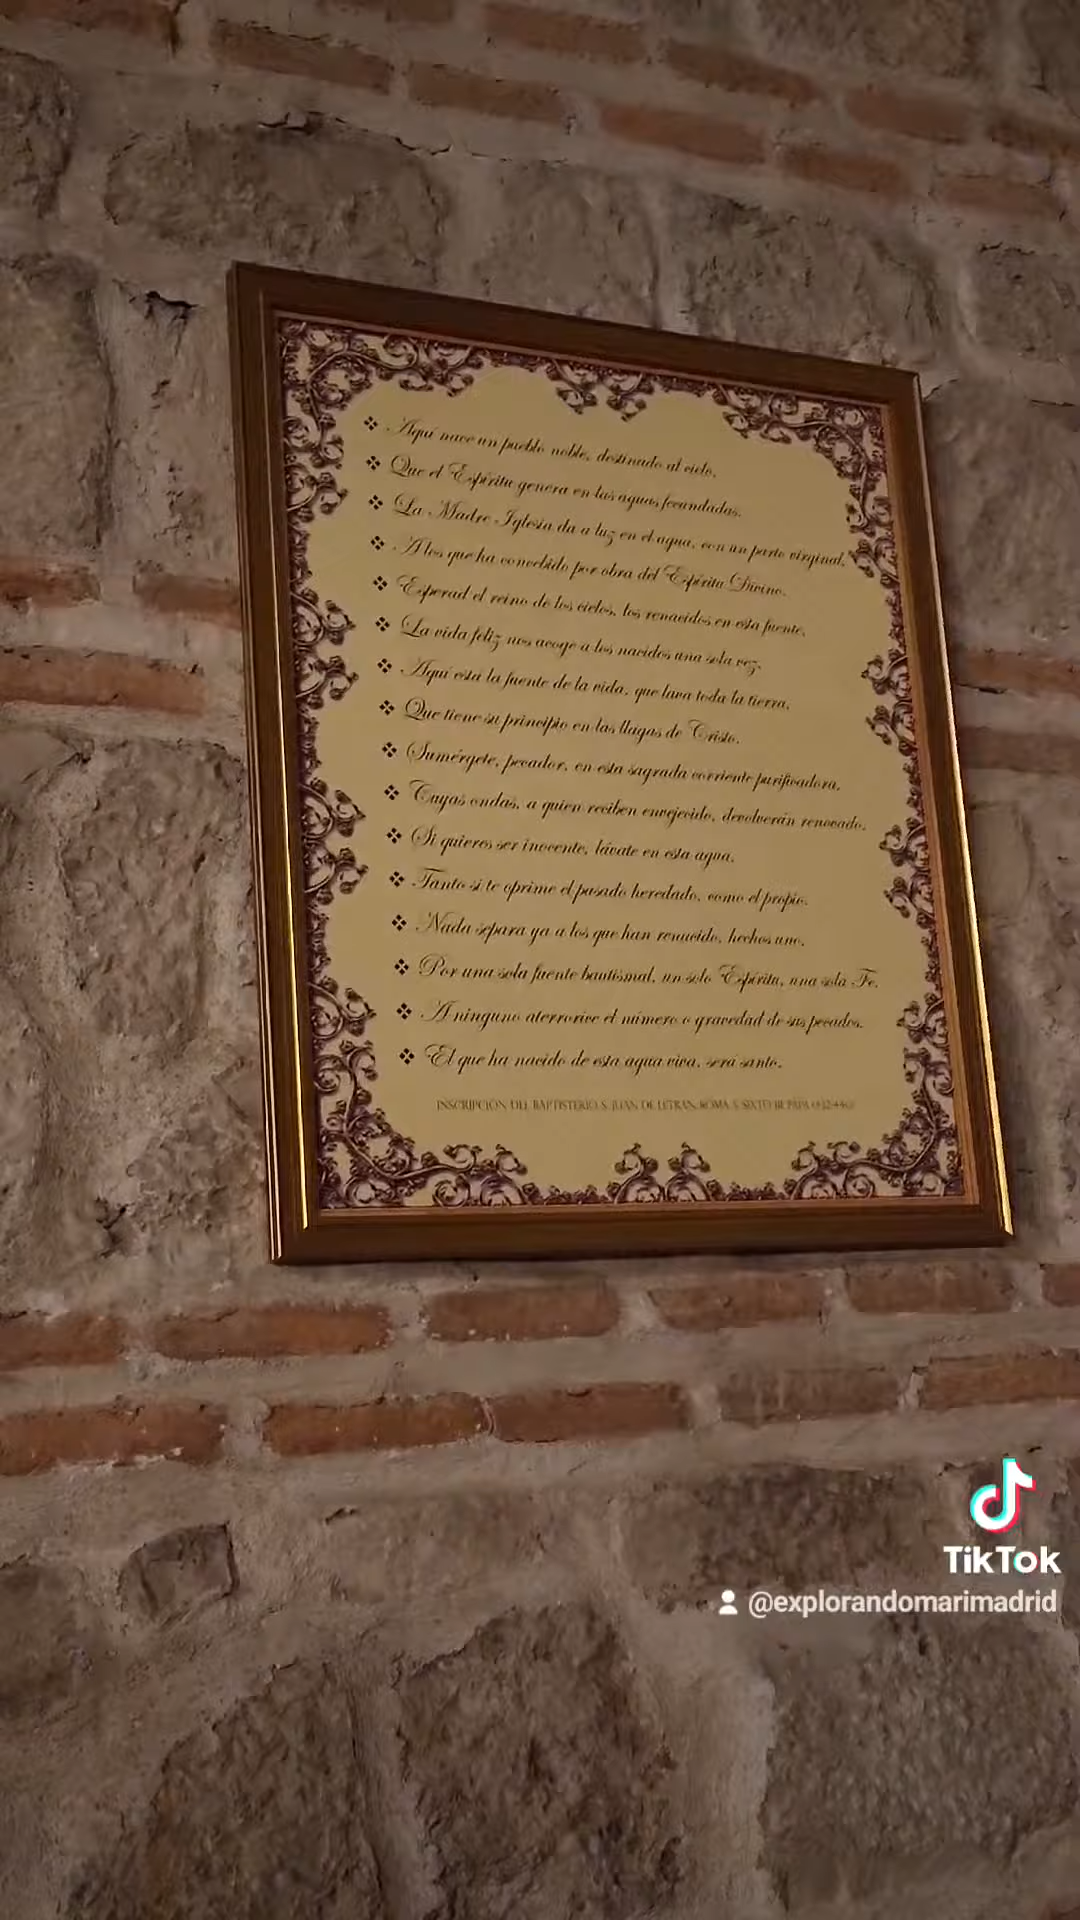 Aquí nace un pueblo noble, destinado al cielo.
Que el Espíritu genera en las aguas fecundadas.
La Madre Iglesia da a luz en el agua, con un parto virginal,
A los que ha concebido por obra del Espíritu Divino.
Esperad el reino de los cielos, los renacidos en esta fuente,
La vida feliz nos acoge a los nacidos una sola vez.
Aquí está la fuente de la vida, que lava toda la tierra,
Que tiene su principio en las llagas de Cristo.
Sumérgete, pecador, en esta sagrada corriente purificadora,
Cuyas ondas, a quien reciben envejecido, devolverán renovado.
Si quieres ser inocente, lávate en esta agua,
Tanto si te oprime el pasado heredado, como el propio.
Nada separa ya a los que han renacido, hechos uno,
Por una sola fuente bautismal, un solo Espíritu, una sola Fe.
A ninguno aterrorice el número o gravedad de sus pecados,
El que ha nacido de esta agua viva, será santo.
INSCRIPCIÓN DEL BAPTISTERIO S. JUAN DE LETRAN, ROMA. S. SIXTO III, PAPA (432-440)
TikTok
@explorandomarimadrid